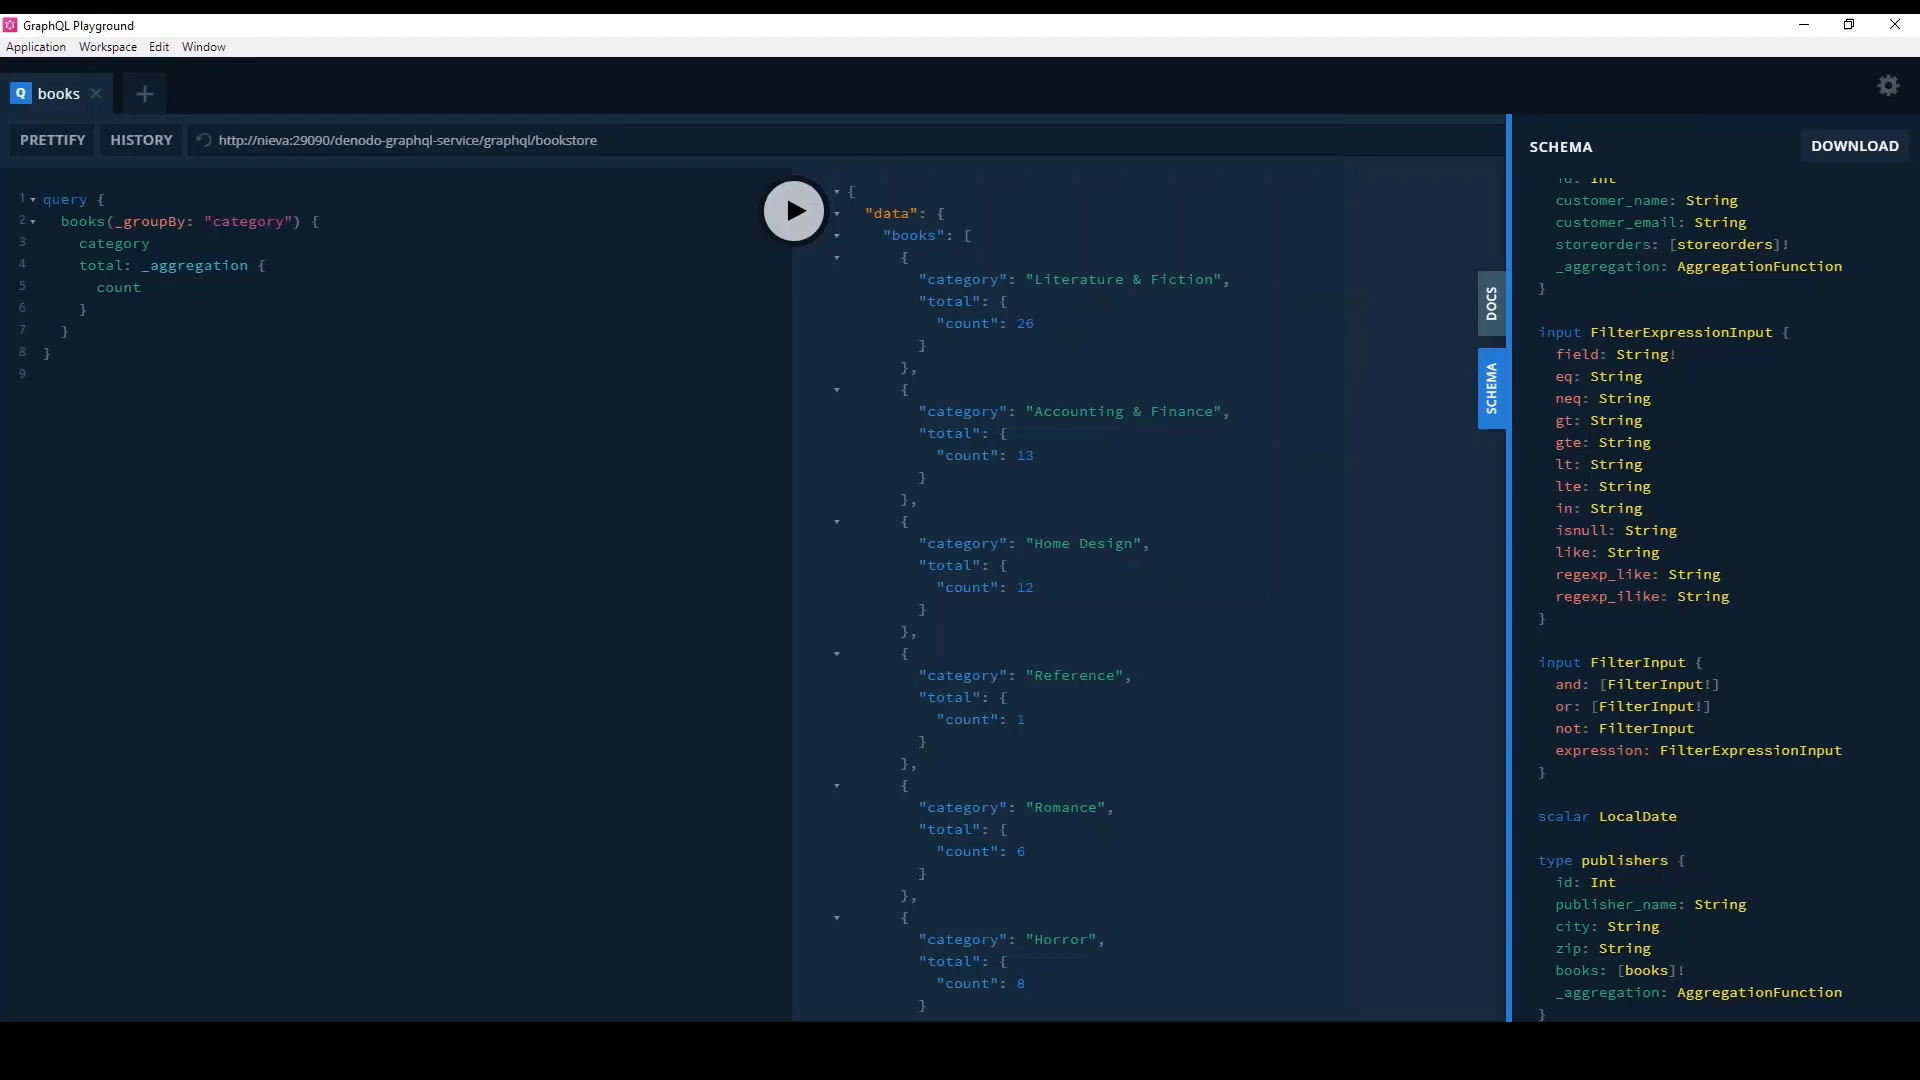 GraphQL Playground
Application Workspace Edit Window
Q books
PRETTIFY HISTORY http://nieva:29090/denodo-graphql-service/graphql/bookstore
1 query {
2 books(_groupBy: "category") {
3 category
4 total: _aggregation {
5 count
6 }
7 }
8 }
9
{
"data": {
"books": [
{
"category": "Literature & Fiction",
"total": {
"count": 26
}
},
{
"category": "Accounting & Finance",
"total": {
"count": 13
}
},
{
"category": "Home Design",
"total": {
"count": 12
}
},
{
"category": "Reference",
"total": {
"count": 1
}
},
{
"category": "Romance",
"total": {
"count": 6
}
},
{
"category": "Horror",
"total": {
"count": 8
}
DOCS
SCHEMA
SCHEMA DOWNLOAD
id: Int
customer_name: String
customer_email: String
storeorders: [storeorders]!
_aggregation: AggregationFunction
}
input FilterExpressionInput {
field: String!
eq: String
neq: String
gt: String
gte: String
lt: String
lte: String
in: String
isnull: String
like: String
regexp_like: String
regexp_ilike: String
}
input FilterInput {
and: [FilterInput!]
or: [FilterInput!]
not: FilterInput
expression: FilterExpressionInput
}
scalar LocalDate
type publishers {
id: Int
publisher_name: String
city: String
zip: String
books: [books]!
_aggregation: AggregationFunction
}